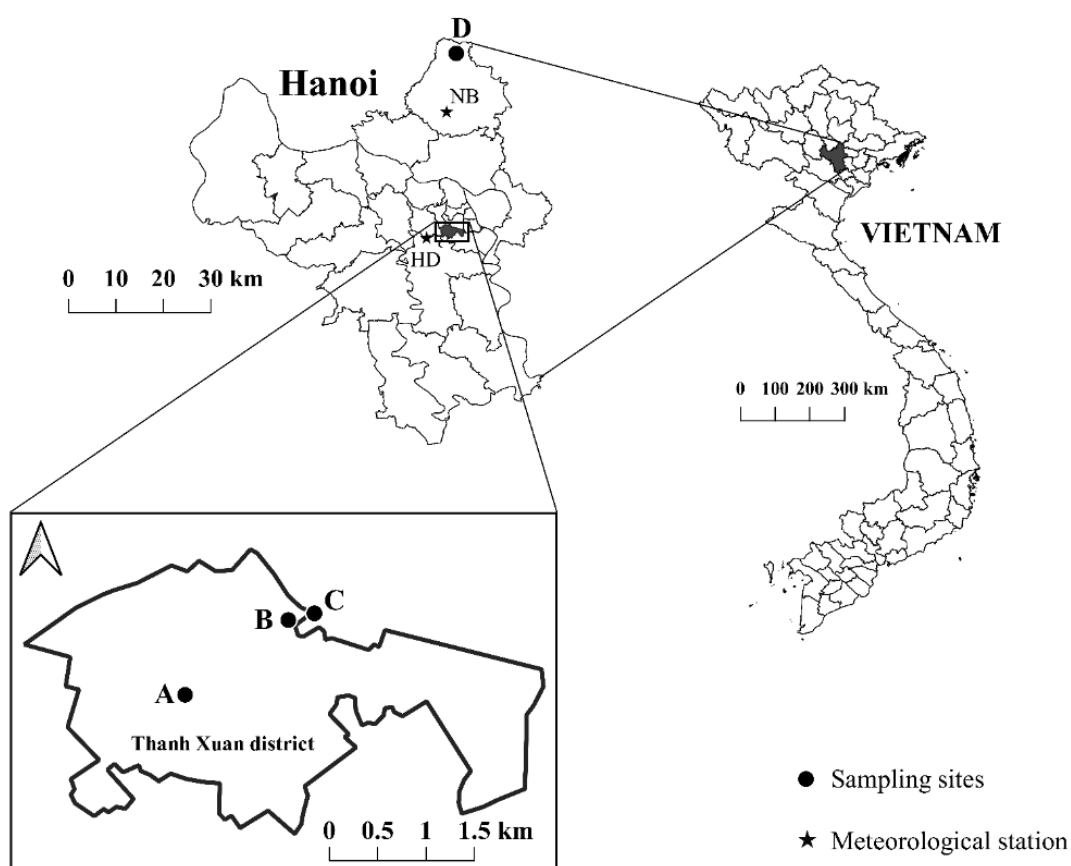 D
Hanoi
NB
HD
0 10 20 30 km
VIETNAM
0 100 200 300 km
C
B
A
Thanh Xuan district
0 0.5 1 1.5 km
Sampling sites
Meteorological station